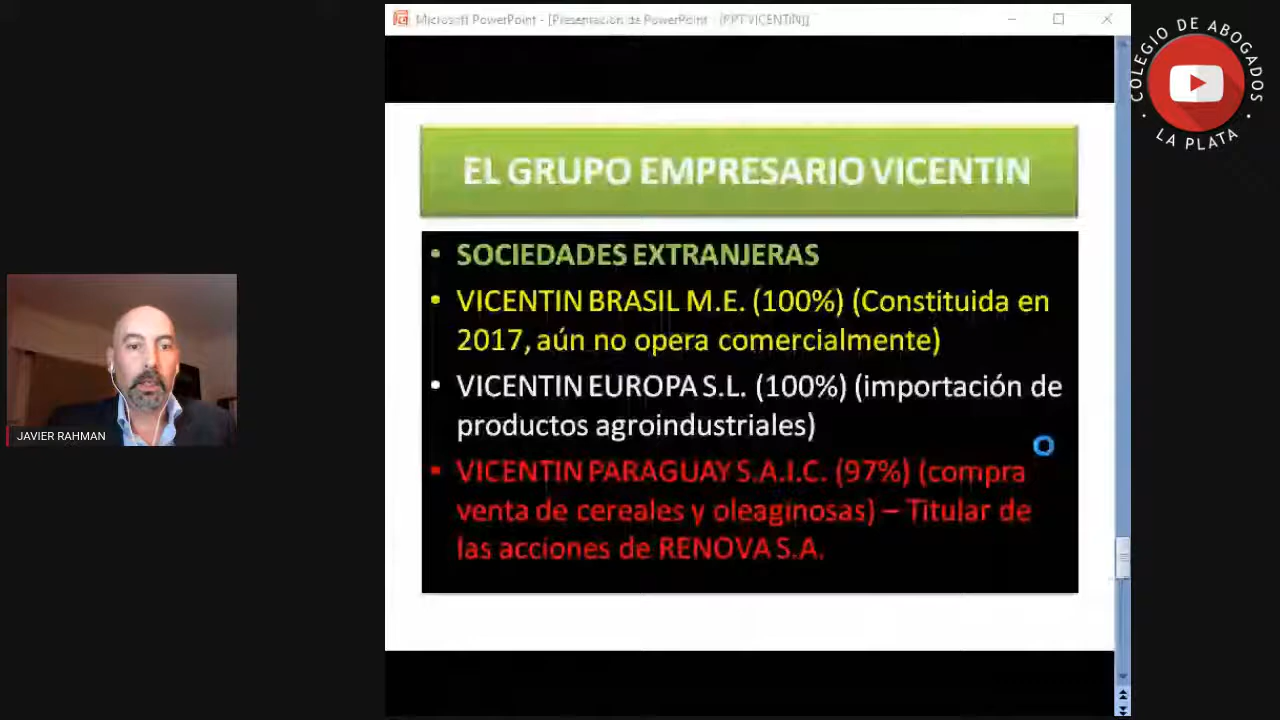 Microsoft PowerPoint - [Presentación de PowerPoint - (PPT VICENTIN)]
COLEGIO DE ABOGADOS
· LA PLATA ·
EL GRUPO EMPRESARIO VICENTIN
• SOCIEDADES EXTRANJERAS
• VICENTIN BRASIL M.E. (100%) (Constituida en
2017, aún no opera comercialmente)
• VICENTIN EUROPA S.L. (100%) (importación de
productos agroindustriales)
• VICENTIN PARAGUAY S.A.I.C. (97%) (compra
venta de cereales y oleaginosas) – Titular de
las acciones de RENOVA S.A.
JAVIER RAHMAN